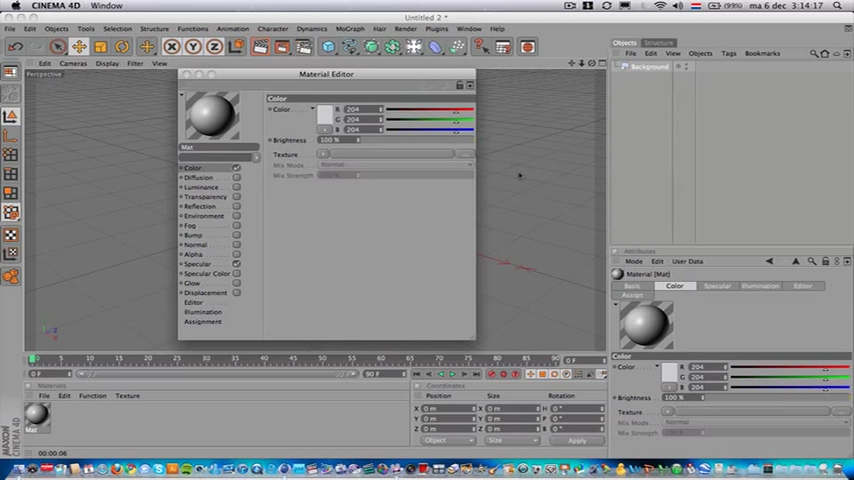 CINEMA 4D Window (99%) ma 6 dec 3:14:17
Untitled 2 *
File Edit Objects Tools Selection Structure Functions Animation Dynamics MoGraph Hair Render Plugins Window Help
Objects Structure
File Edit View Objects Tags Bookmarks
Background
Edit Cameras Display Filter View
Perspective
Material Editor
Color
Color R 204
G 204
B 204
Brightness 100 %
Texture
Mix Mode Normal
Mix Strength 100 %
Mat
Color
Diffusion
Luminance
Transparency
Reflection
Environment
Fog
Bump
Normal
Alpha
Specular
Specular Color
Glow
Displacement
Editor
Illumination
Assignment
Attributes
Mode Edit User Data
Material [Mat]
Basic Color Specular Illumination Editor
Assign
Color
Color R 204
G 204
B 204
Brightness 100 %
Texture
Mix Mode Normal
Mix Strength
0 5 10 15 20 25 30 35 40 45 50 55 60 65 70 75 80 85 90 0 F
0 F 0 F 90 F 90 F
Materials
File Edit Function Texture
Mat
Coordinates
Position Size Rotation
X 0 m X 0 m H 0 °
Y 0 m Y 0 m P 0 °
Z 0 m Z 0 m B 0 °
Object Size Apply
00:00:06
MAXON CINEMA 4D